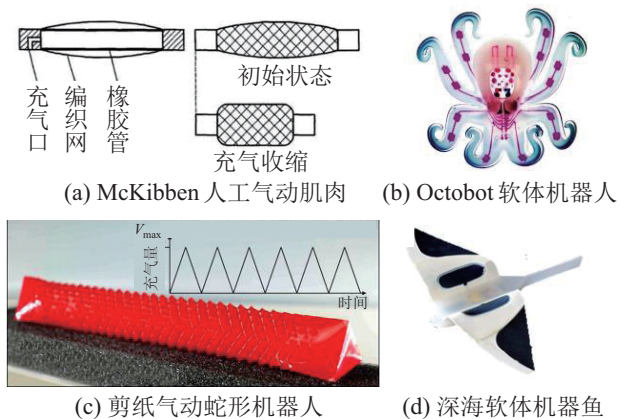 充气口
编织网
橡胶管
初始状态
充气收缩
(a) McKibben 人工气动肌肉
(b) Octobot 软体机器人
Vmax
充气量
时间
(c) 剪纸气动蛇形机器人
(d) 深海软体机器鱼